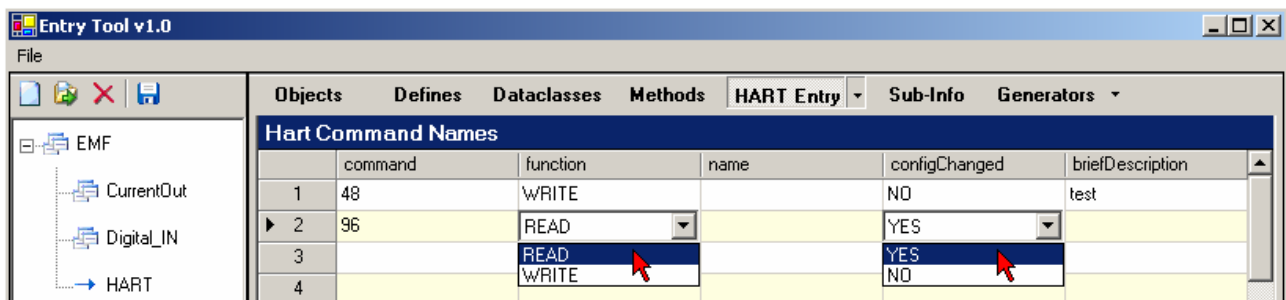 Entry Tool v1.0
File
Objects Defines Dataclasses Methods HART Entry Sub-Info Generators
EMF
CurrentOut
Digital_IN
HART
Hart Command Names
command function name configChanged briefDescription
1 48 WRITE NO test
2 96 READ YES
3 READ YES
WRITE NO
4